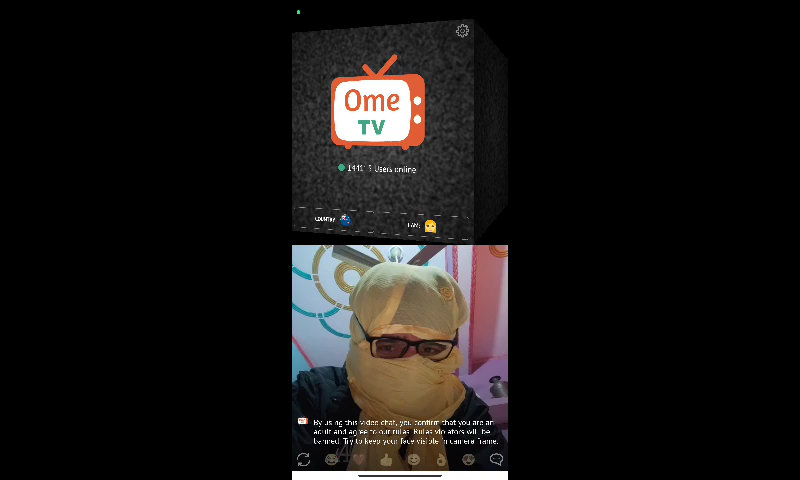 Ome
TV
Users online
COUNTRY:
I AM:
By using this video chat, you confirm that you are an
adult and agree to our rules. Rules violators will be
banned. Try to keep your face visible in camera frame.